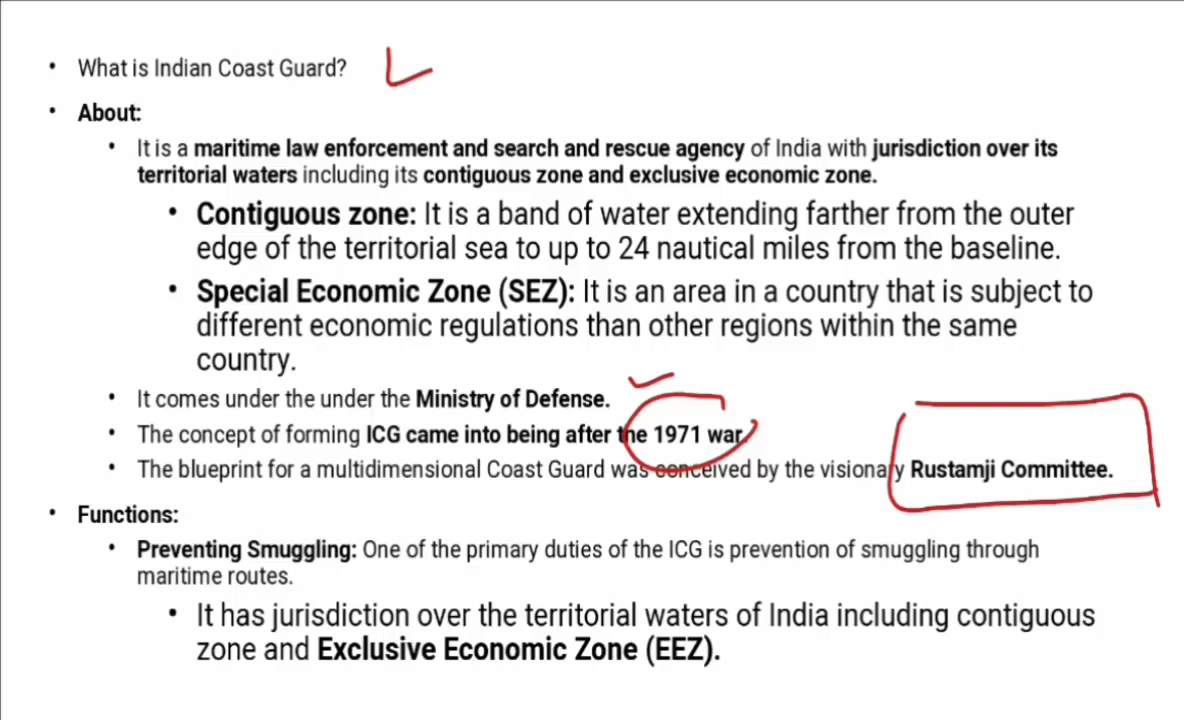 • What is Indian Coast Guard?
• About:
• It is a maritime law enforcement and search and rescue agency of India with jurisdiction over its
territorial waters including its contiguous zone and exclusive economic zone.
• Contiguous zone: It is a band of water extending farther from the outer
edge of the territorial sea to up to 24 nautical miles from the baseline.
• Special Economic Zone (SEZ): It is an area in a country that is subject to
different economic regulations than other regions within the same
country.
• It comes under the under the Ministry of Defense.
• The concept of forming ICG came into being after the 1971 war.
• The blueprint for a multidimensional Coast Guard was conceived by the visionary Rustamji Committee.
• Functions:
• Preventing Smuggling: One of the primary duties of the ICG is prevention of smuggling through
maritime routes.
• It has jurisdiction over the territorial waters of India including contiguous
zone and Exclusive Economic Zone (EEZ).